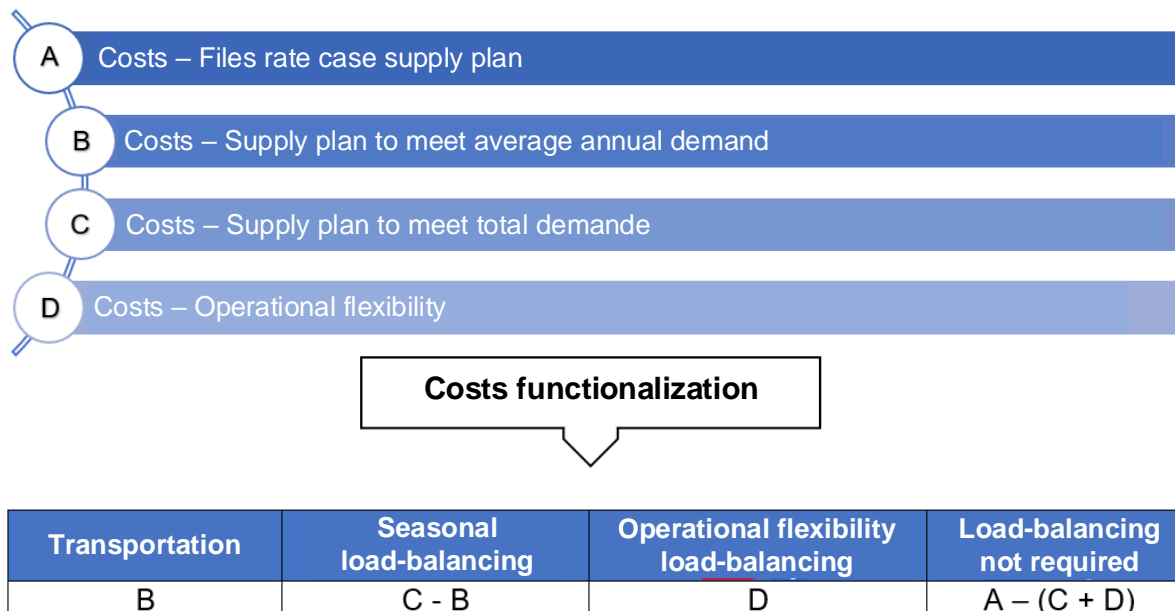 A Costs – Files rate case supply plan
B Costs – Supply plan to meet average annual demand
C Costs – Supply plan to meet total demande
D Costs – Operational flexibility
Costs functionalization
Transportation Seasonal load-balancing Operational flexibility load-balancing Load-balancing not required
B C - B D A – (C + D)